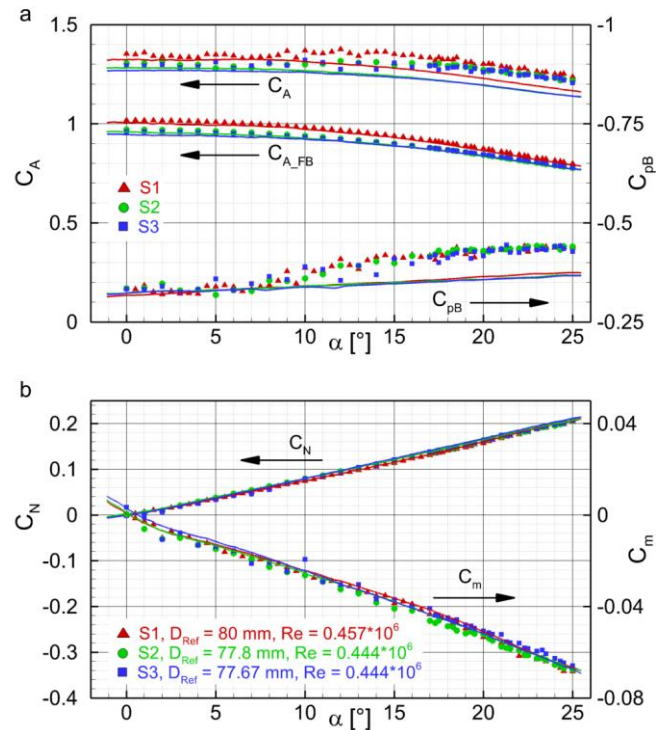 a
1.5
-1
C_A
1
C_A_FB
-0.75
C_A
C_pB
S1
S2
S3
0.5
-0.5
C_pB
0
-0.25
0 5 10 15 20 25
α [°]
b
0.2
0.04
C_N
0.1
C_N
0
0
C_m
-0.1
C_m
-0.2
-0.04
S1, D_Ref = 80 mm, Re = 0.457*10^6
-0.3
S2, D_Ref = 77.8 mm, Re = 0.444*10^6
S3, D_Ref = 77.67 mm, Re = 0.444*10^6
-0.4
-0.08
0 5 10 15 20 25
α [°]